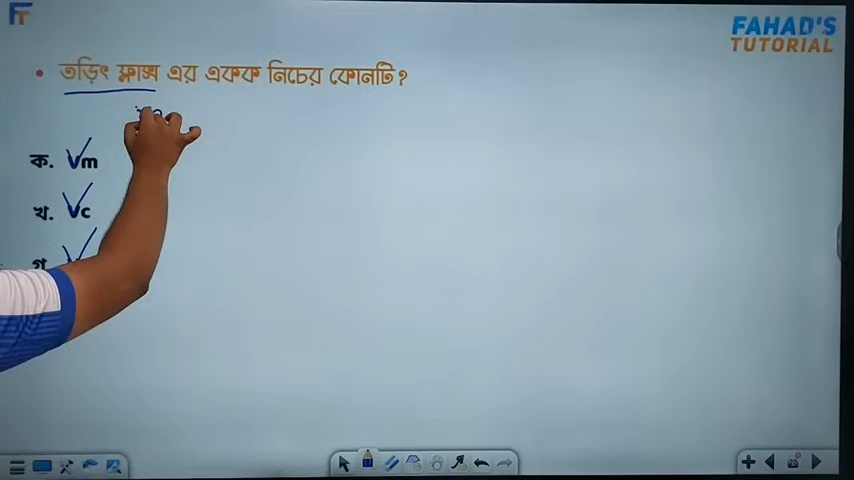 FAHAD'S
TUTORIAL
তড়িৎ ফ্লাক্স এর একক নিচের কোনটি?
ক. Vm
খ. Vc
গ.